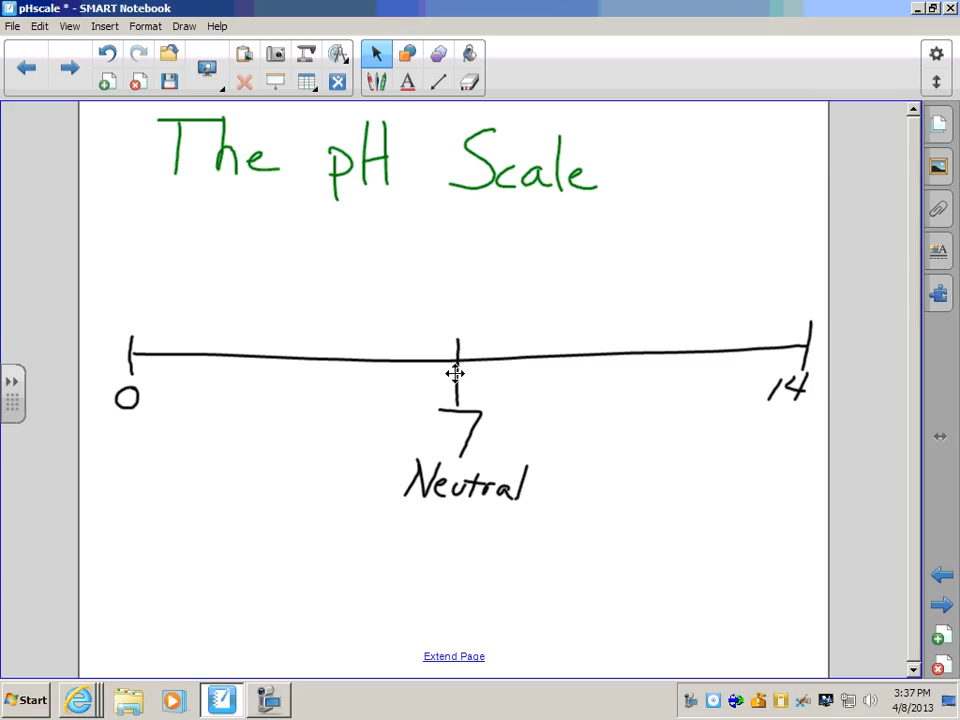 pHscale * - SMART Notebook
File Edit View Insert Format Draw Help
The pH Scale
0 7 14
Neutral
Extend Page
Start
3:37 PM
4/8/2013